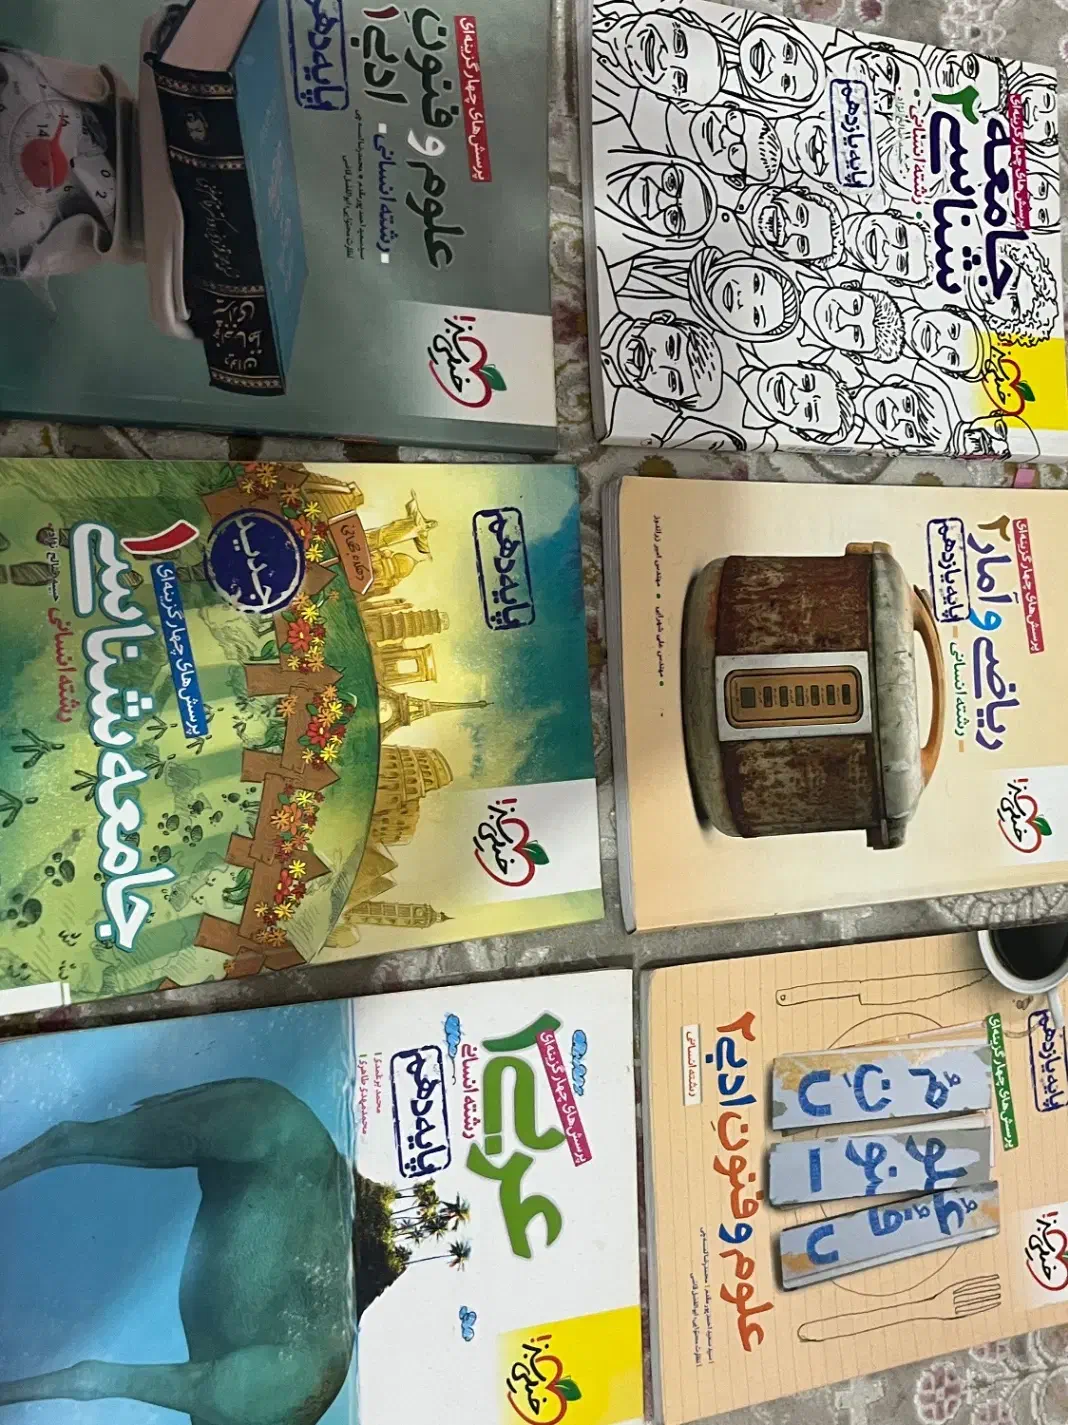 پرسش‌های چهارگزینه‌ای
علوم و فنون
ادبی ۱
رشته انسانی
پایه دهم
خیلی سبز!
پرسش‌های چهارگزینه‌ای
جامعه
شناسی ۲
رشته انسانی
پایه یازدهم
خیلی سبز!
پایه دهم
دهکده جهانی
جدید
پرسش‌های چهارگزینه‌ای
جامعه‌شناسی ۱
رشته انسانی
خیلی سبز!
پرسش‌های چهارگزینه‌ای
ریاضی و آمار ۲
پایه یازدهم
رشته انسانی
خیلی سبز!
پرسش‌های چهارگزینه‌ای
عربی ۱
رشته انسانی
پایه دهم
خیلی سبز!
پایه یازدهم
پرسش‌های چهارگزینه‌ای
علوم و فنون ادبی ۲
رشته انسانی
خیلی سبز!